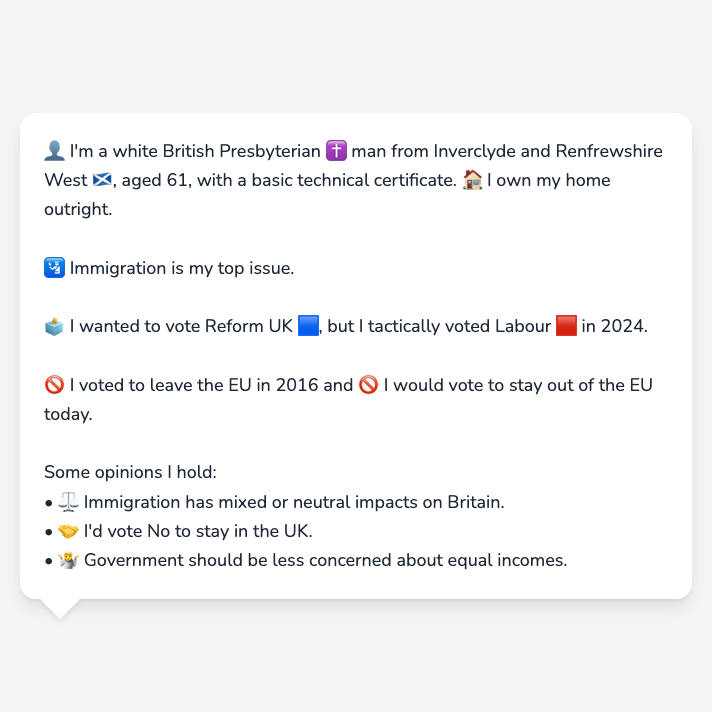 👤 I'm a white British Presbyterian ✝️ man from Inverclyde and Renfrewshire
West 🏴󠁧󠁢󠁳󠁣󠁴󠁿, aged 61, with a basic technical certificate. 🏠 I own my home
outright.
🛂 Immigration is my top issue.
🗳️ I wanted to vote Reform UK 🟦, but I tactically voted Labour 🟥 in 2024.
🚫 I voted to leave the EU in 2016 and 🚫 I would vote to stay out of the EU
today.
Some opinions I hold:
• ⚖️ Immigration has mixed or neutral impacts on Britain.
• 🤝 I'd vote No to stay in the UK.
• 🤷 Government should be less concerned about equal incomes.